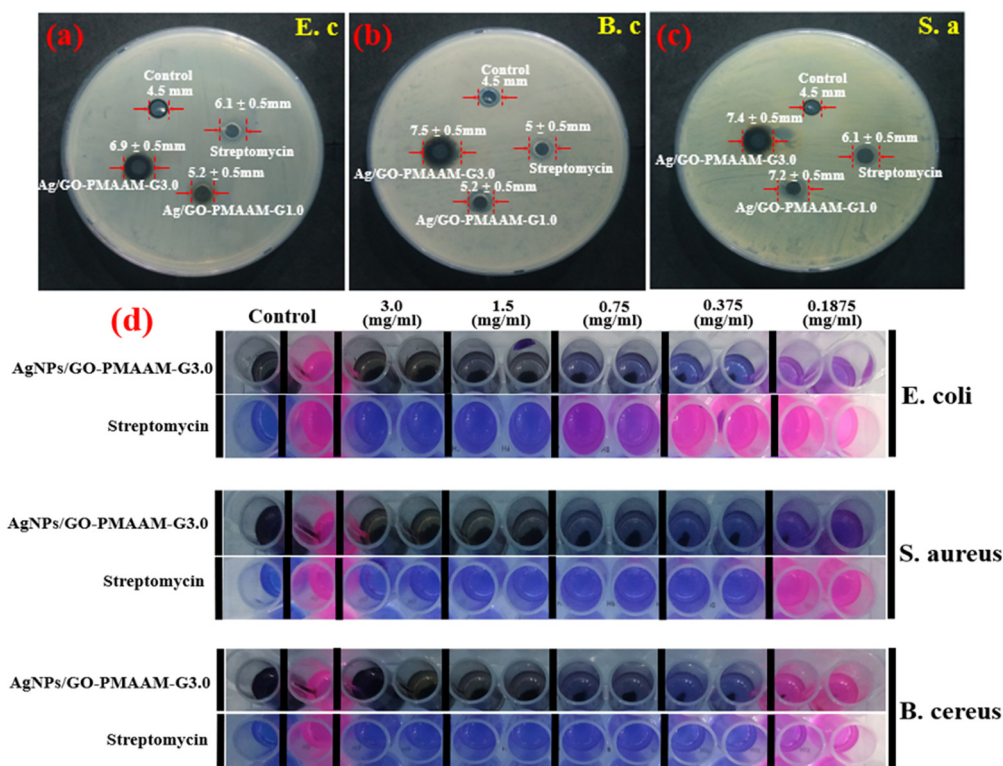 (a)
E. c
Control
4.5 mm
6.1 ± 0.5mm
Streptomycin
6.9 ± 0.5mm
Ag/GO-PMAAM-G3.0
5.2 ± 0.5mm
Ag/GO-PMAAM-G1.0
(b)
B. c
Control
4.5 mm
7.5 ± 0.5mm
5 ± 0.5mm
Streptomycin
Ag/GO-PMAAM-G3.0
5.2 ± 0.5mm
Ag/GO-PMAAM-G1.0
(c)
S. a
Control
4.5 mm
7.4 ± 0.5mm
6.1 ± 0.5mm
Ag/GO-PMAAM-G3.0
Streptomycin
7.2 ± 0.5mm
Ag/GO-PMAAM-G1.0
(d)
Control
3.0
(mg/ml)
1.5
(mg/ml)
0.75
(mg/ml)
0.375
(mg/ml)
0.1875
(mg/ml)
AgNPs/GO-PMAAM-G3.0
Streptomycin
E. coli
AgNPs/GO-PMAAM-G3.0
Streptomycin
S. aureus
AgNPs/GO-PMAAM-G3.0
Streptomycin
B. cereus